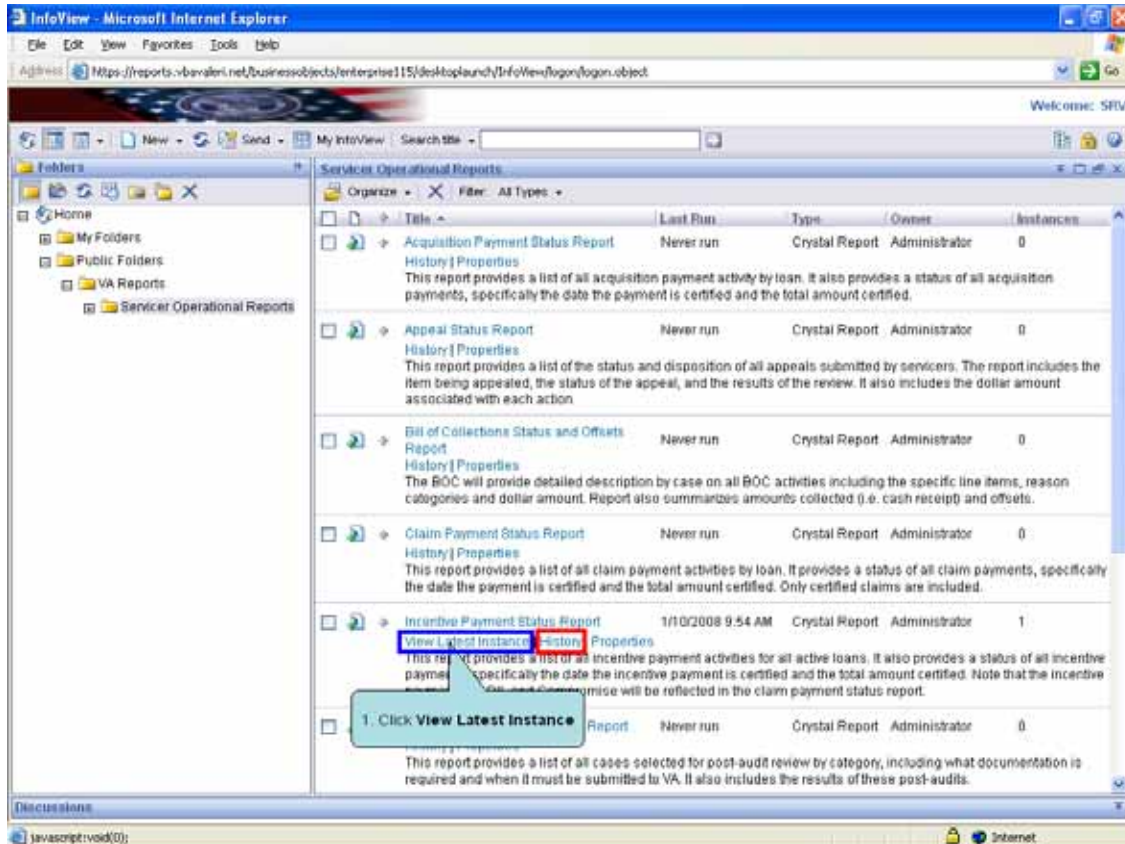 InfoView - Microsoft Internet Explorer
File Edit View Favorites Tools Help
Address https://reports.vbavaleri.net/businessobjects/enterprise115/desktoplaunch/InfoView/logon/logon.object Go
Welcome: SRV
New Send My InfoView Search title
Folders
Home
My Folders
Public Folders
VA Reports
Servicer Operational Reports
Servicer Operational Reports
Organize Filter: All Types
Title Last Run Type Owner Instances
Acquisition Payment Status Report Never run Crystal Report Administrator 0
History | Properties
This report provides a list of all acquisition payment activity by loan. It also provides a status of all acquisition
payments, specifically the date the payment is certified and the total amount certified.
Appeal Status Report Never run Crystal Report Administrator 0
History | Properties
This report provides a list of the status and disposition of all appeals submitted by servicers. The report includes the
item being appealed, the status of the appeal, and the results of the review. It also includes the dollar amount
associated with each action
Bill of Collections Status and Offsets Never run Crystal Report Administrator 0
Report
History | Properties
The BOC will provide detailed description by case on all BOC activities including the specific line items, reason
categories and dollar amount. Report also summarizes amounts collected (i.e. cash receipt) and offsets.
Claim Payment Status Report Never run Crystal Report Administrator 0
History | Properties
This report provides a list of all claim payment activities by loan. It provides a status of all claim payments, specifically
the date the payment is certified and the total amount certified. Only certified claims are included.
Incentive Payment Status Report 1/10/2008 9:54 AM Crystal Report Administrator 1
View Latest Instance History Properties
This report provides a list of all incentive payment activities for all active loans. It also provides a status of all incentive
specifically the date the incentive payment is certified and the total amount certified. Note that the incentive
Compromise will be reflected in the claim payment status report.
1. Click View Latest Instance
Report Never run Crystal Report Administrator 0
This report provides a list of all cases selected for post-audit review by category, including what documentation is
required and when it must be submitted to VA. It also includes the results of these post-audits.
Discussions
javascript:void(0); Internet